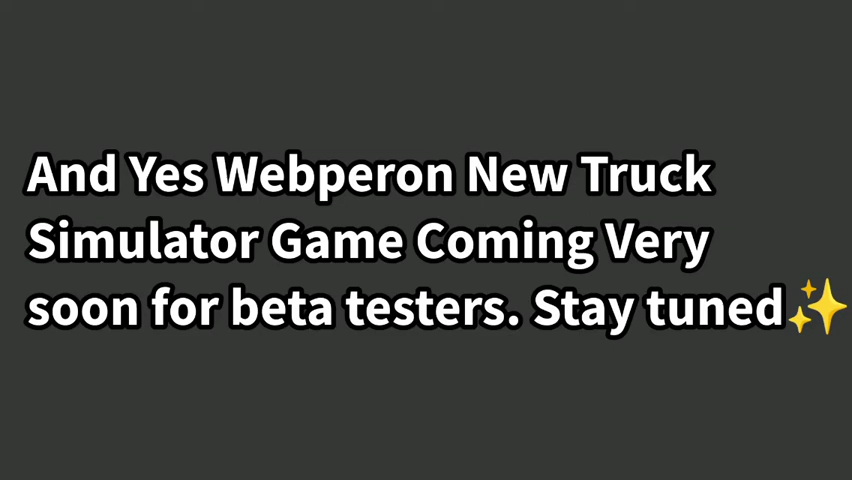 And Yes Webperon New Truck
Simulator Game Coming Very
soon for beta testers. Stay tuned✨